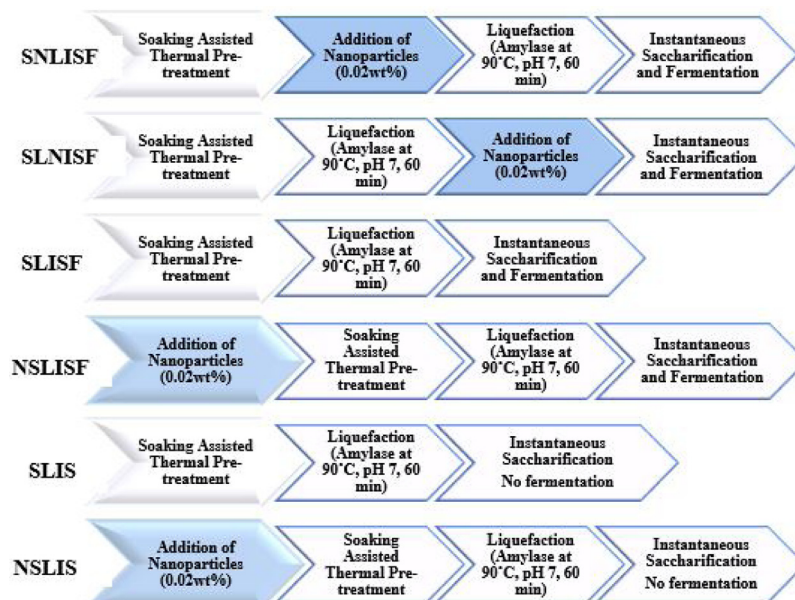 SNLISF
Soaking Assisted
Thermal Pre-
treatment
Addition of
Nanoparticles
(0.02wt%)
Liquefaction
(Amylase at
90˚C, pH 7, 60
min)
Instantaneous
Saccharification
and Fermentation
SLNISF
Soaking Assisted
Thermal Pre-
treatment
Liquefaction
(Amylase at
90˚C, pH 7, 60
min)
Addition of
Nanoparticles
(0.02wt%)
Instantaneous
Saccharification
and Fermentation
SLISF
Soaking Assisted
Thermal Pre-
treatment
Liquefaction
(Amylase at
90˚C, pH 7, 60
min)
Instantaneous
Saccharification
and Fermentation
NSLISF
Addition of
Nanoparticles
(0.02wt%)
Soaking
Assisted
Thermal Pre-
treatment
Liquefaction
(Amylase at
90˚C, pH 7, 60
min)
Instantaneous
Saccharification
and Fermentation
SLIS
Soaking Assisted
Thermal Pre-
treatment
Liquefaction
(Amylase at
90˚C, pH 7, 60
min)
Instantaneous
Saccharification
No fermentation
NSLIS
Addition of
Nanoparticles
(0.02wt%)
Soaking
Assisted
Thermal Pre-
treatment
Liquefaction
(Amylase at
90˚C, pH 7, 60
min)
Instantaneous
Saccharification
No fermentation